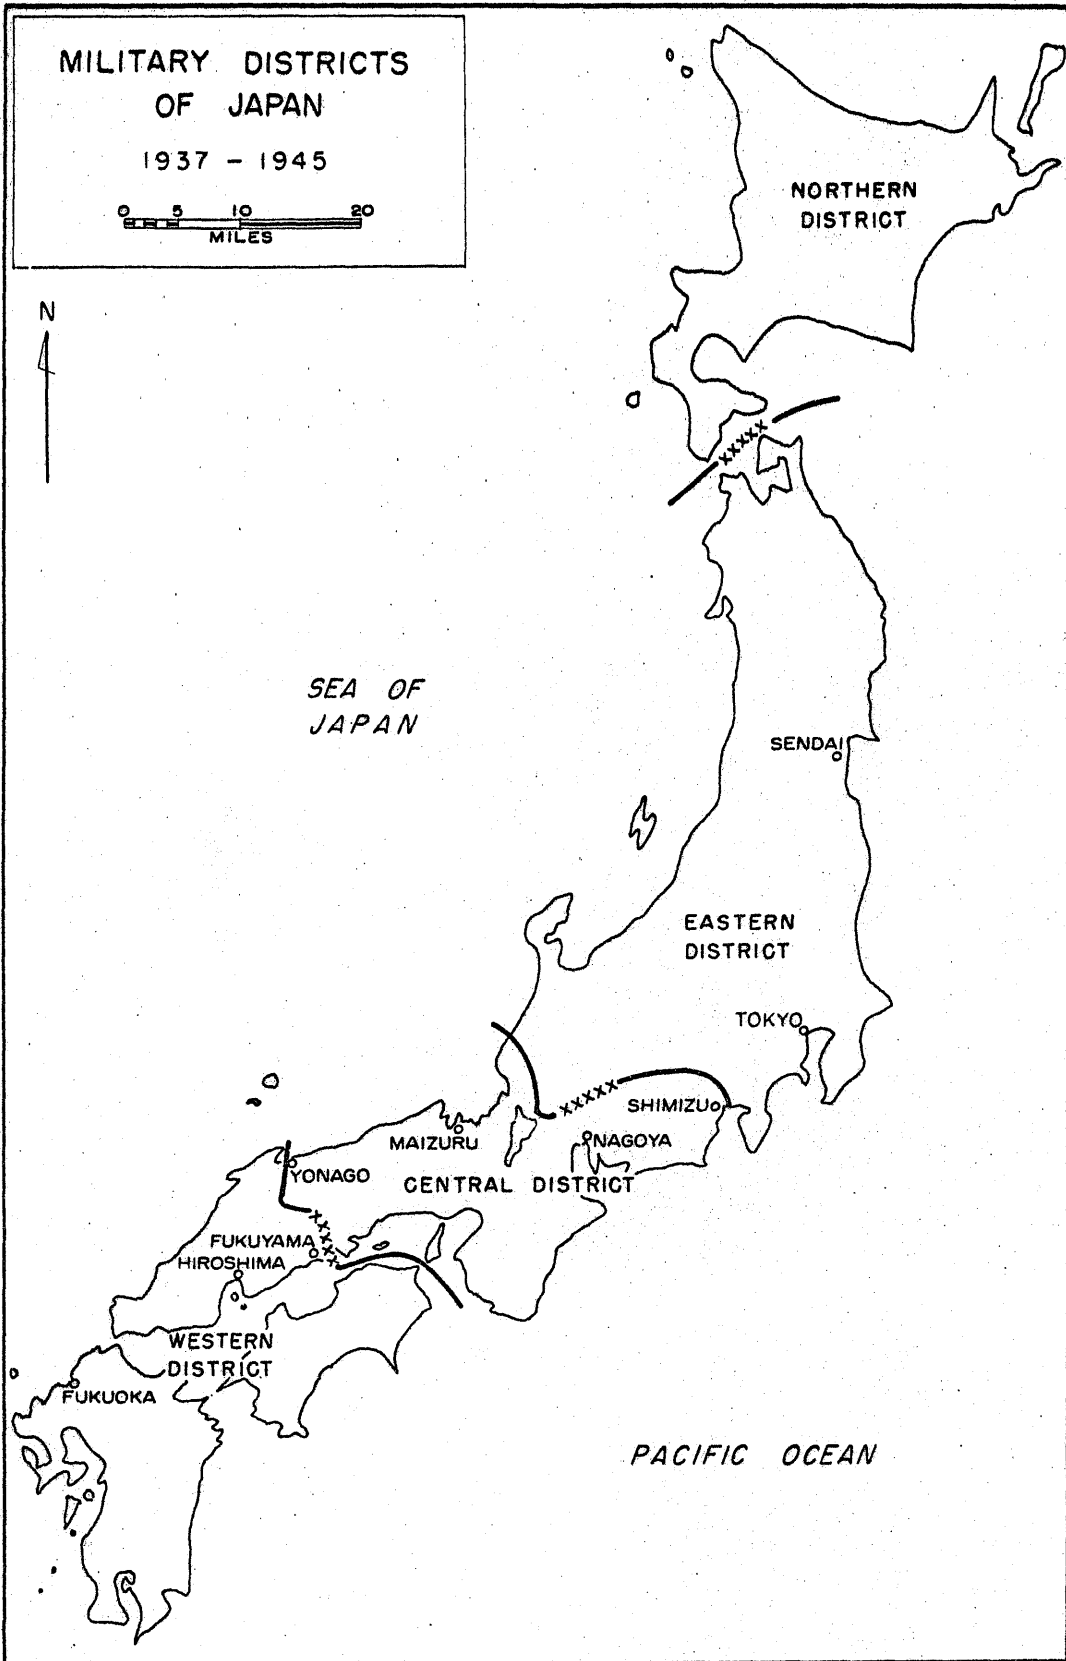 MILITARY DISTRICTS
OF JAPAN
1937 - 1945
0 5 10 20
MILES
N
NORTHERN
DISTRICT
SEA OF
JAPAN
SENDAI
EASTERN
DISTRICT
TOKYO
SHIMIZU
NAGOYA
MAIZURU
YONAGO
CENTRAL DISTRICT
FUKUYAMA
HIROSHIMA
WESTERN
DISTRICT
FUKUOKA
PACIFIC OCEAN